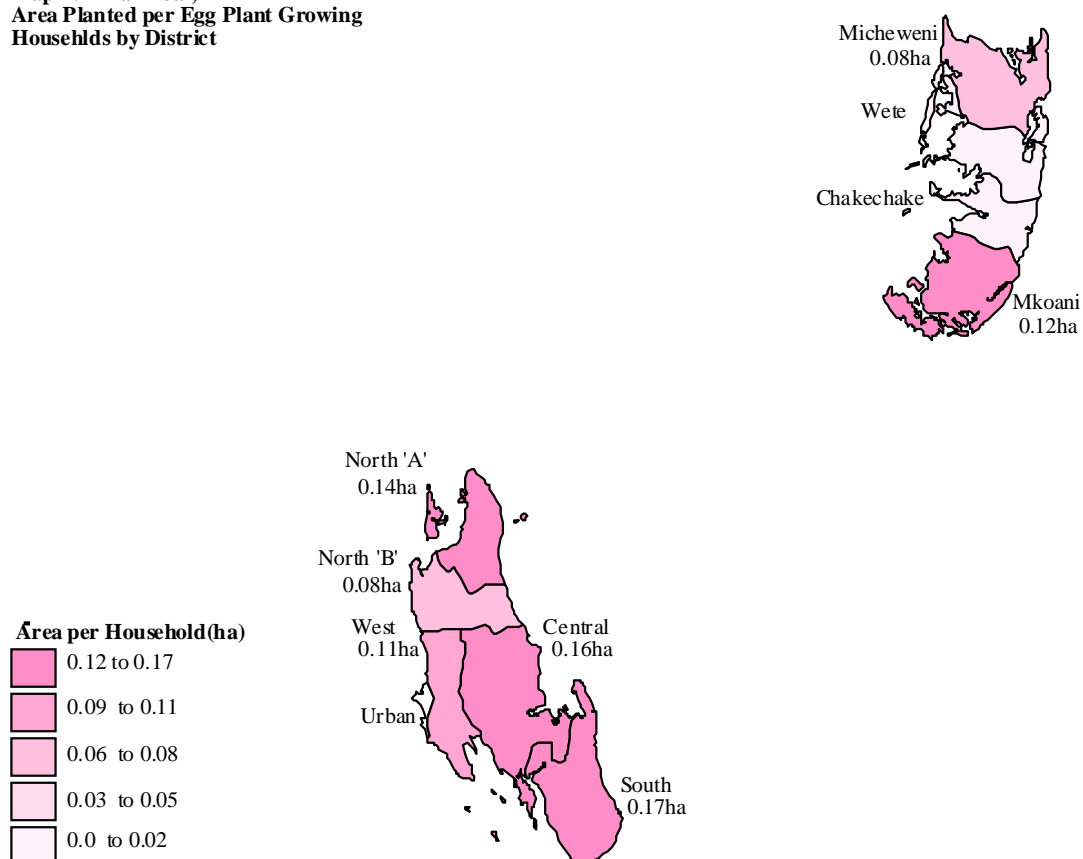 Area Planted per Egg Plant Growing
Househlds by District
Micheweni
0.08ha
Wete
Chakechake
Mkoani
0.12ha
North 'A'
0.14ha
North 'B'
0.08ha
West
0.11ha
Central
0.16ha
Urban
South
0.17ha
Area per Household(ha)
0.12 to 0.17
0.09 to 0.11
0.06 to 0.08
0.03 to 0.05
0.0 to 0.02